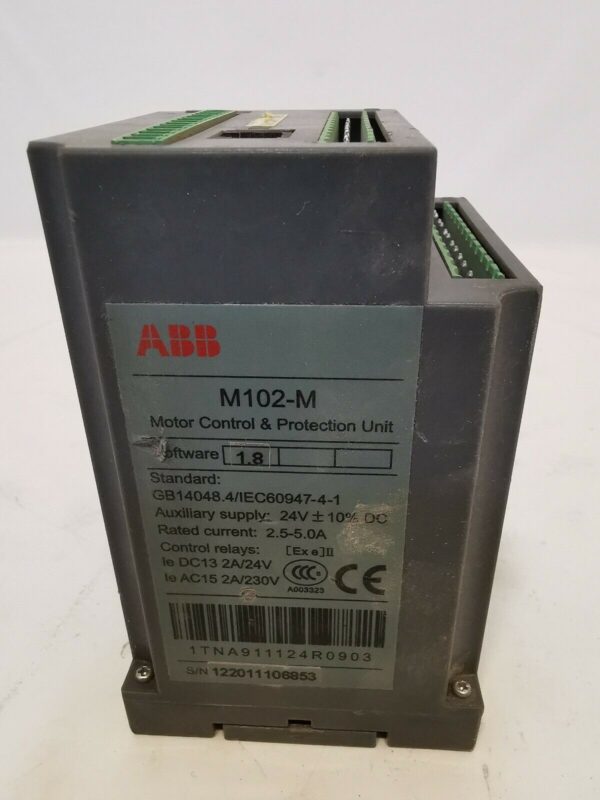 ABB
M102-M
Motor Control & Protection Unit
oftware 1.8
Standard:
GB14048.4/IEC60947-4-1
Auxiliary supply: 24V ± 10% DC
Rated current: 2.5-5.0A
Control relays: [Ex e]II
Ie DC13 2A/24V
Ie AC15 2A/230V
CCC CE
A003323
1TNA911124R0903
S/N 122011106853